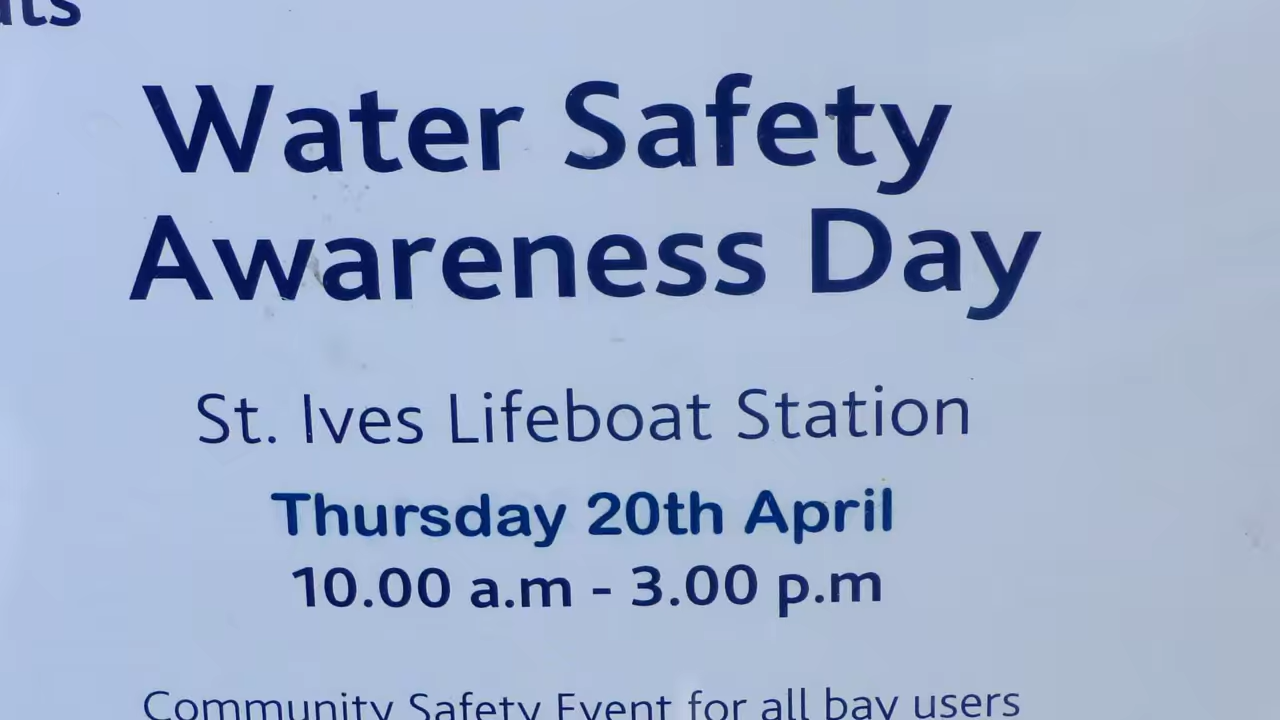 Water Safety
Awareness Day
St. Ives Lifeboat Station
Thursday 20th April
10.00 a.m - 3.00 p.m
Community Safety Event for all bay users